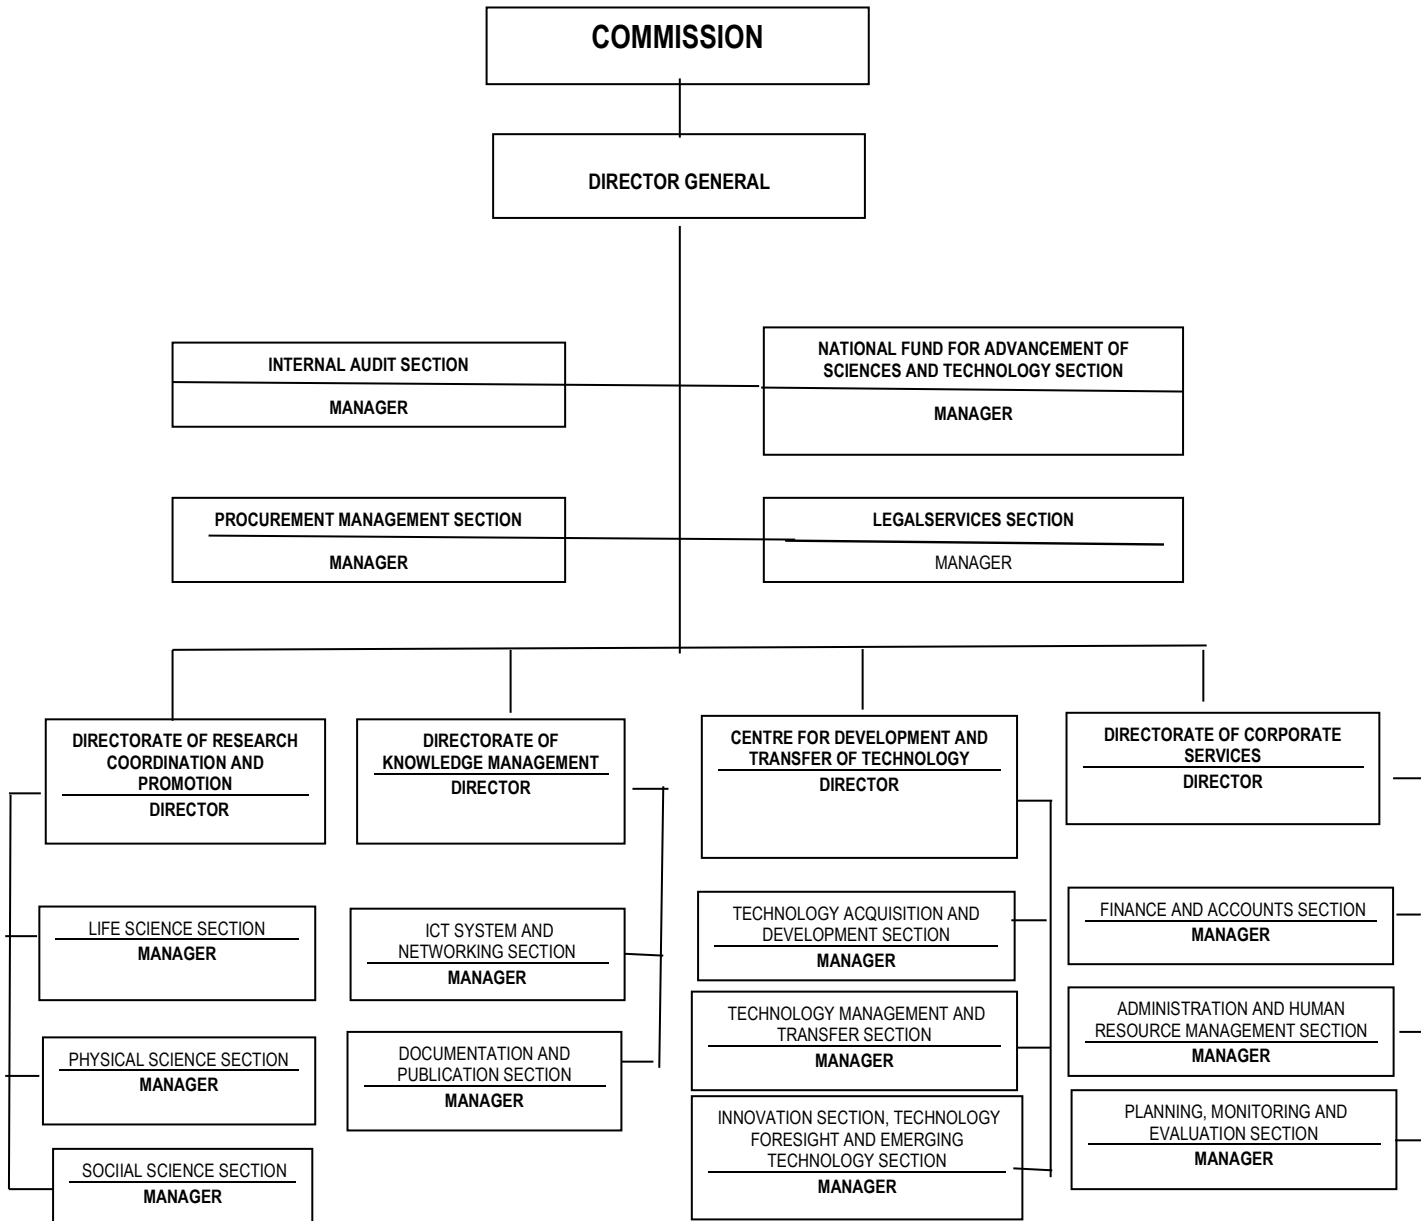 COMMISSION
DIRECTOR GENERAL
INTERNAL AUDIT SECTION
MANAGER
NATIONAL FUND FOR ADVANCEMENT OF
SCIENCES AND TECHNOLOGY SECTION
MANAGER
PROCUREMENT MANAGEMENT SECTION
MANAGER
LEGALSERVICES SECTION
MANAGER
DIRECTORATE OF RESEARCH
COORDINATION AND
PROMOTION
DIRECTOR
DIRECTORATE OF
KNOWLEDGE MANAGEMENT
DIRECTOR
CENTRE FOR DEVELOPMENT AND
TRANSFER OF TECHNOLOGY
DIRECTOR
DIRECTORATE OF CORPORATE
SERVICES
DIRECTOR
LIFE SCIENCE SECTION
MANAGER
PHYSICAL SCIENCE SECTION
MANAGER
SOCIIAL SCIENCE SECTION
MANAGER
ICT SYSTEM AND
NETWORKING SECTION
MANAGER
DOCUMENTATION AND
PUBLICATION SECTION
MANAGER
TECHNOLOGY ACQUISITION AND
DEVELOPMENT SECTION
MANAGER
TECHNOLOGY MANAGEMENT AND
TRANSFER SECTION
MANAGER
INNOVATION SECTION, TECHNOLOGY
FORESIGHT AND EMERGING
TECHNOLOGY SECTION
MANAGER
FINANCE AND ACCOUNTS SECTION
MANAGER
ADMINISTRATION AND HUMAN
RESOURCE MANAGEMENT SECTION
MANAGER
PLANNING, MONITORING AND
EVALUATION SECTION
MANAGER